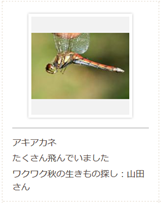 アキアカネ
たくさん飛んでいました
ワクワク秋の生きもの探し：山田
さん